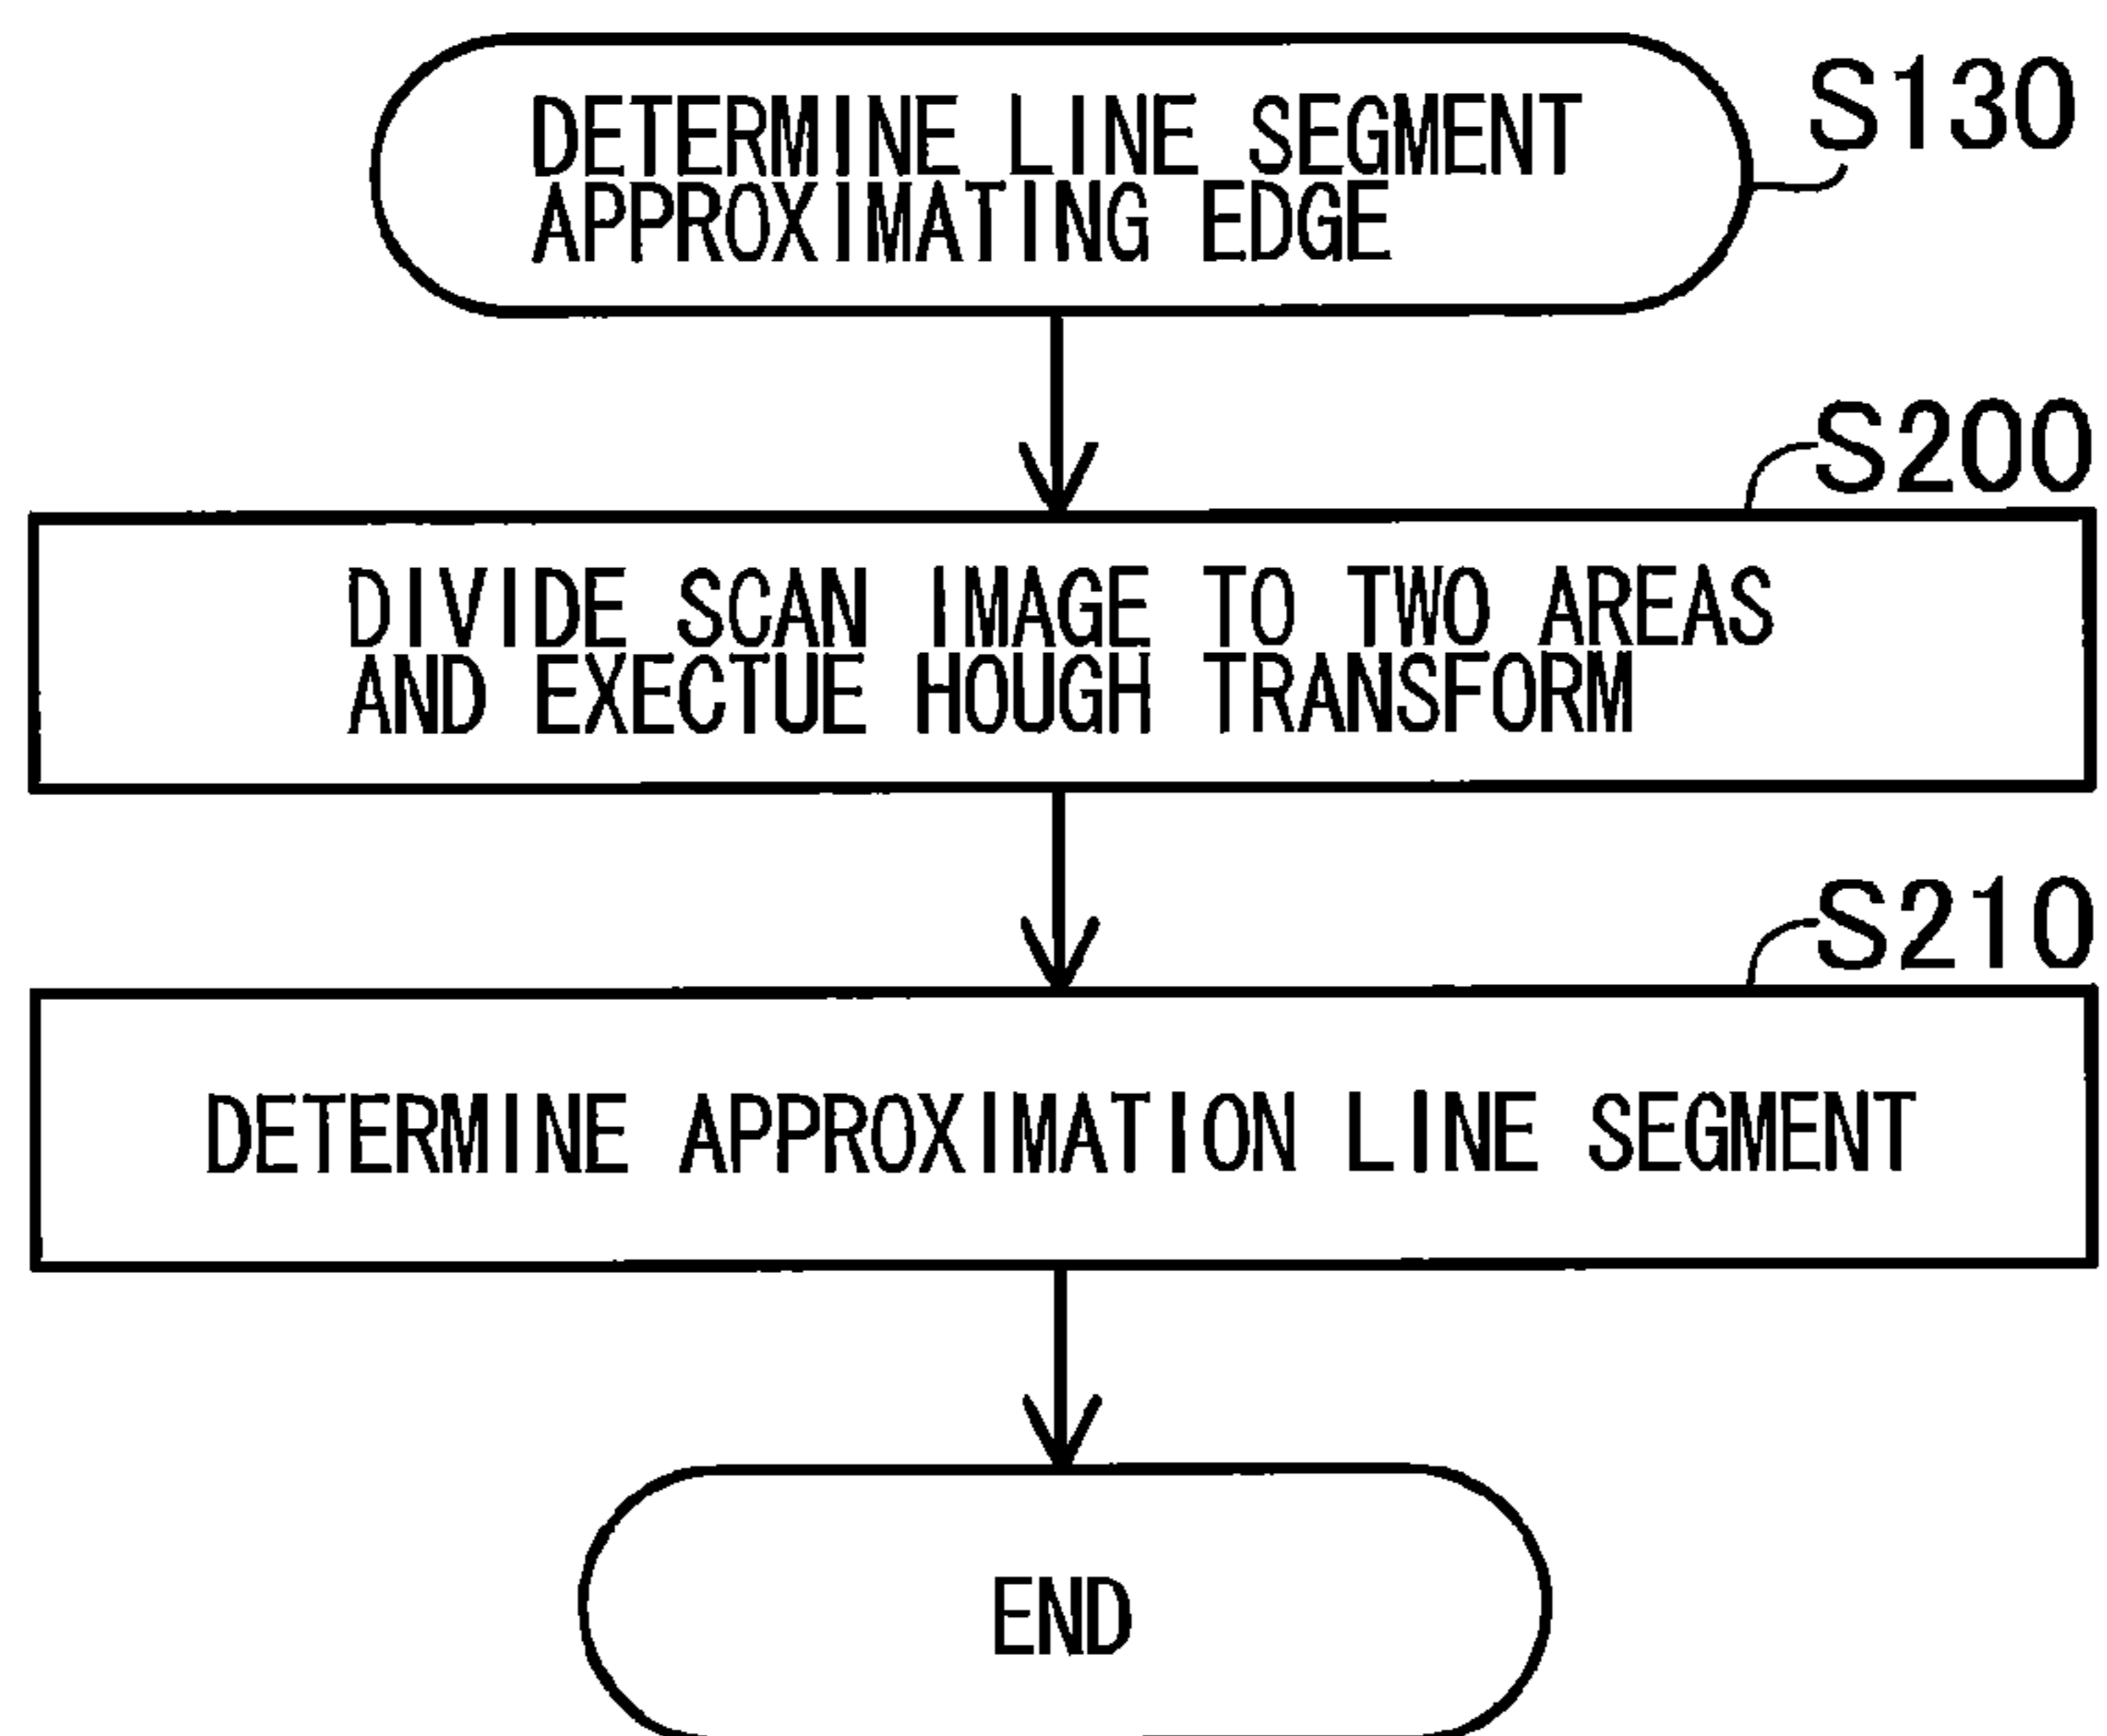 DETERMINE LINE SEGMENT
APPROXIMATING EDGE
S130
S200
DIVIDE SCAN IMAGE TO TWO AREAS
AND EXECTUE HOUGH TRANSFORM
S210
DETERMINE APPROXIMATION LINE SEGMENT
END